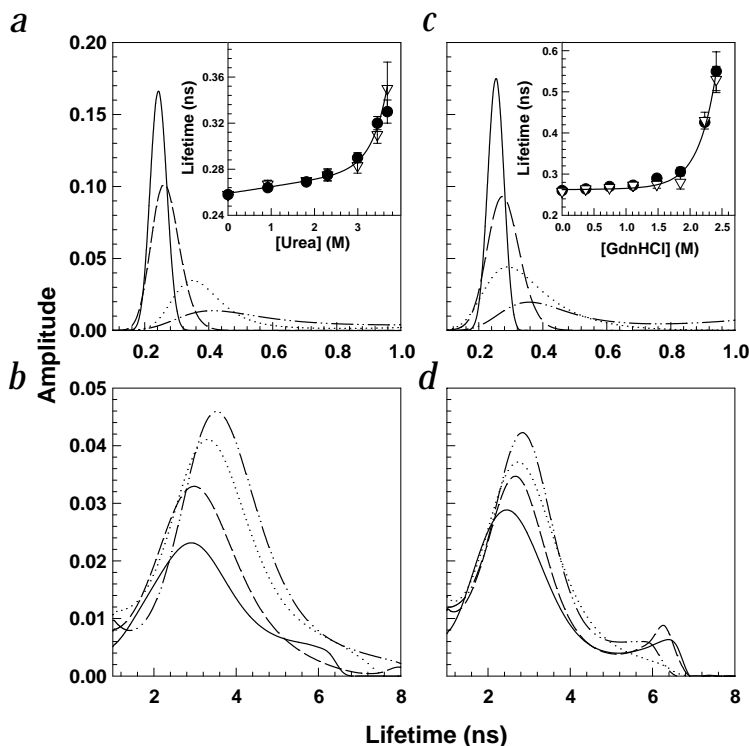 a
c
Amplitude
0.20
0.15
0.10
0.05
0.00
0.2 0.4 0.6 0.8 1.0
Lifetime (ns)
0.36
0.32
0.28
0.24
0 1 2 3 4
[Urea] (M)
0.2 0.4 0.6 0.8 1.0
Lifetime (ns)
0.6
0.5
0.4
0.3
0.2
0.0 0.5 1.0 1.5 2.0 2.5
[GdnHCl] (M)
b
d
0.05
0.04
0.03
0.02
0.01
0.00
2 4 6 8
2 4 6 8
Lifetime (ns)